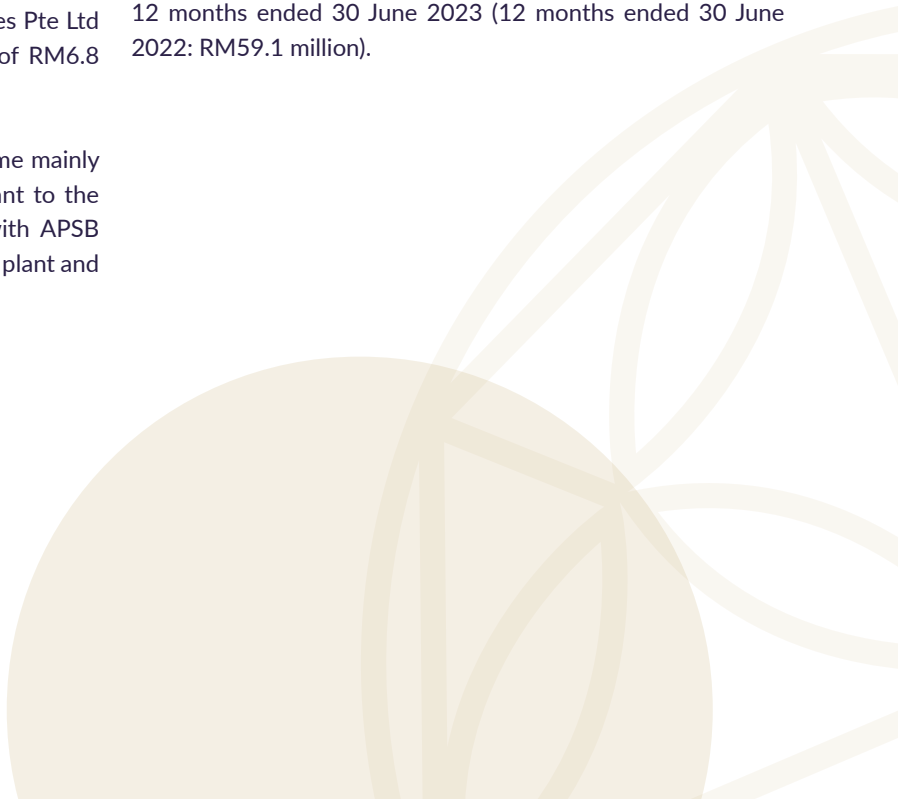 es Pte Ltd
of RM6.8
me mainly
nt to the
ith APSB
plant and
12 months ended 30 June 2023 (12 months ended 30 June
2022: RM59.1 million).